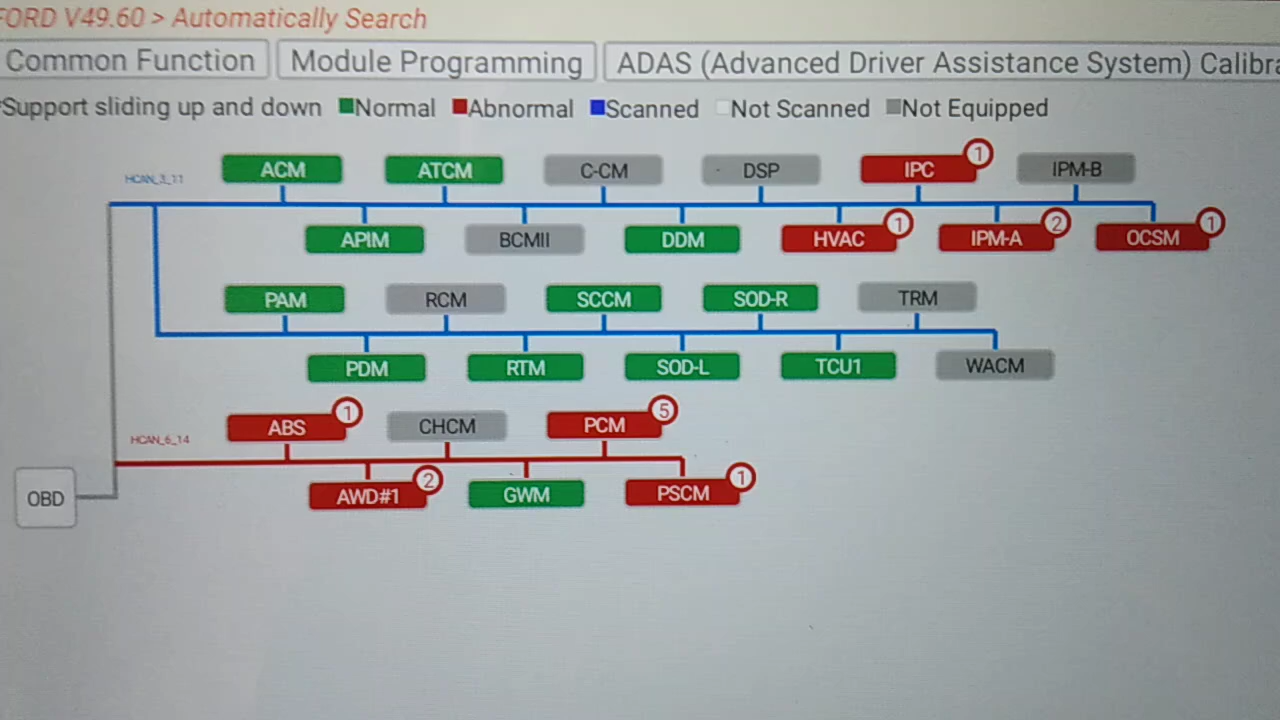 FORD V49.60 > Automatically Search
Common Function Module Programming ADAS (Advanced Driver Assistance System) Calibra
*Support sliding up and down Normal Abnormal Scanned Not Scanned Not Equipped
HCAN_3_11
ACM ATCM C-CM DSP IPC 1 IPM-B
APIM BCMII DDM HVAC 1 IPM-A 2 OCSM 1
PAM RCM SCCM SOD-R TRM
PDM RTM SOD-L TCU1 WACM
HCAN_6_14
ABS 1 CHCM PCM 5
OBD
AWD#1 2 GWM PSCM 1